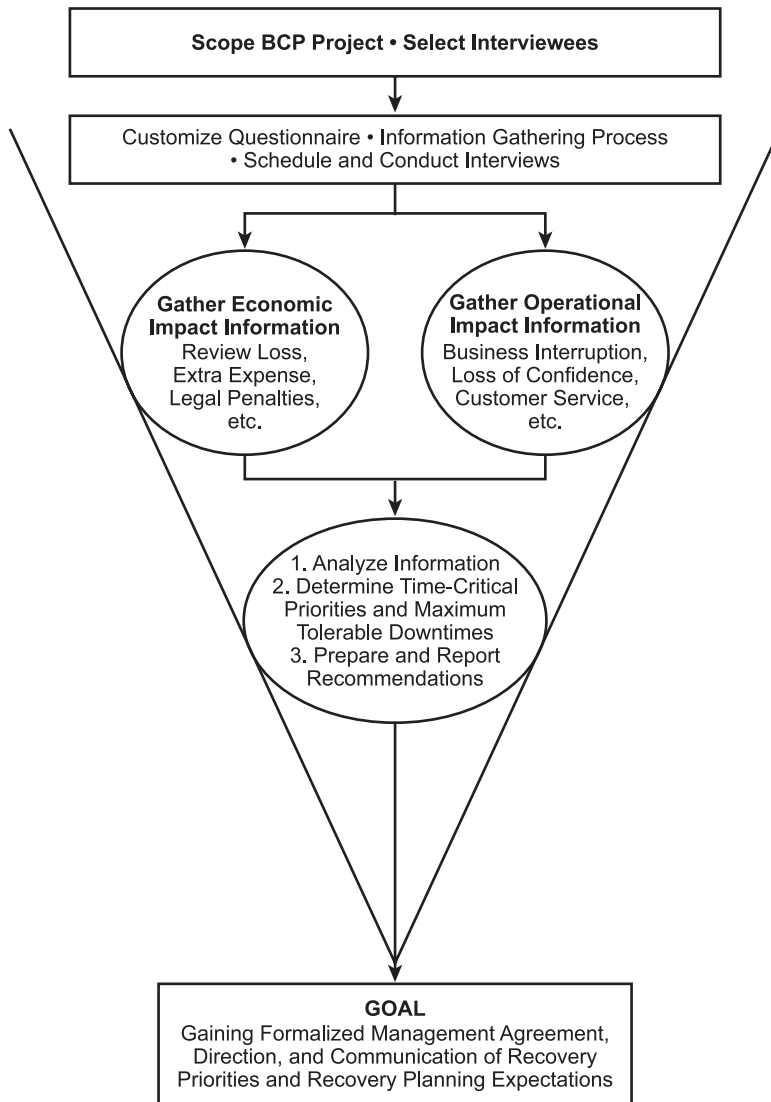 Scope BCP Project • Select Interviewees
Customize Questionnaire • Information Gathering Process
• Schedule and Conduct Interviews
Gather Economic
Impact Information
Review Loss,
Extra Expense,
Legal Penalties,
etc.
Gather Operational
Impact Information
Business Interruption,
Loss of Confidence,
Customer Service,
etc.
1. Analyze Information
2. Determine Time-Critical
Priorities and Maximum
Tolerable Downtimes
3. Prepare and Report
Recommendations
GOAL
Gaining Formalized Management Agreement,
Direction, and Communication of Recovery
Priorities and Recovery Planning Expectations